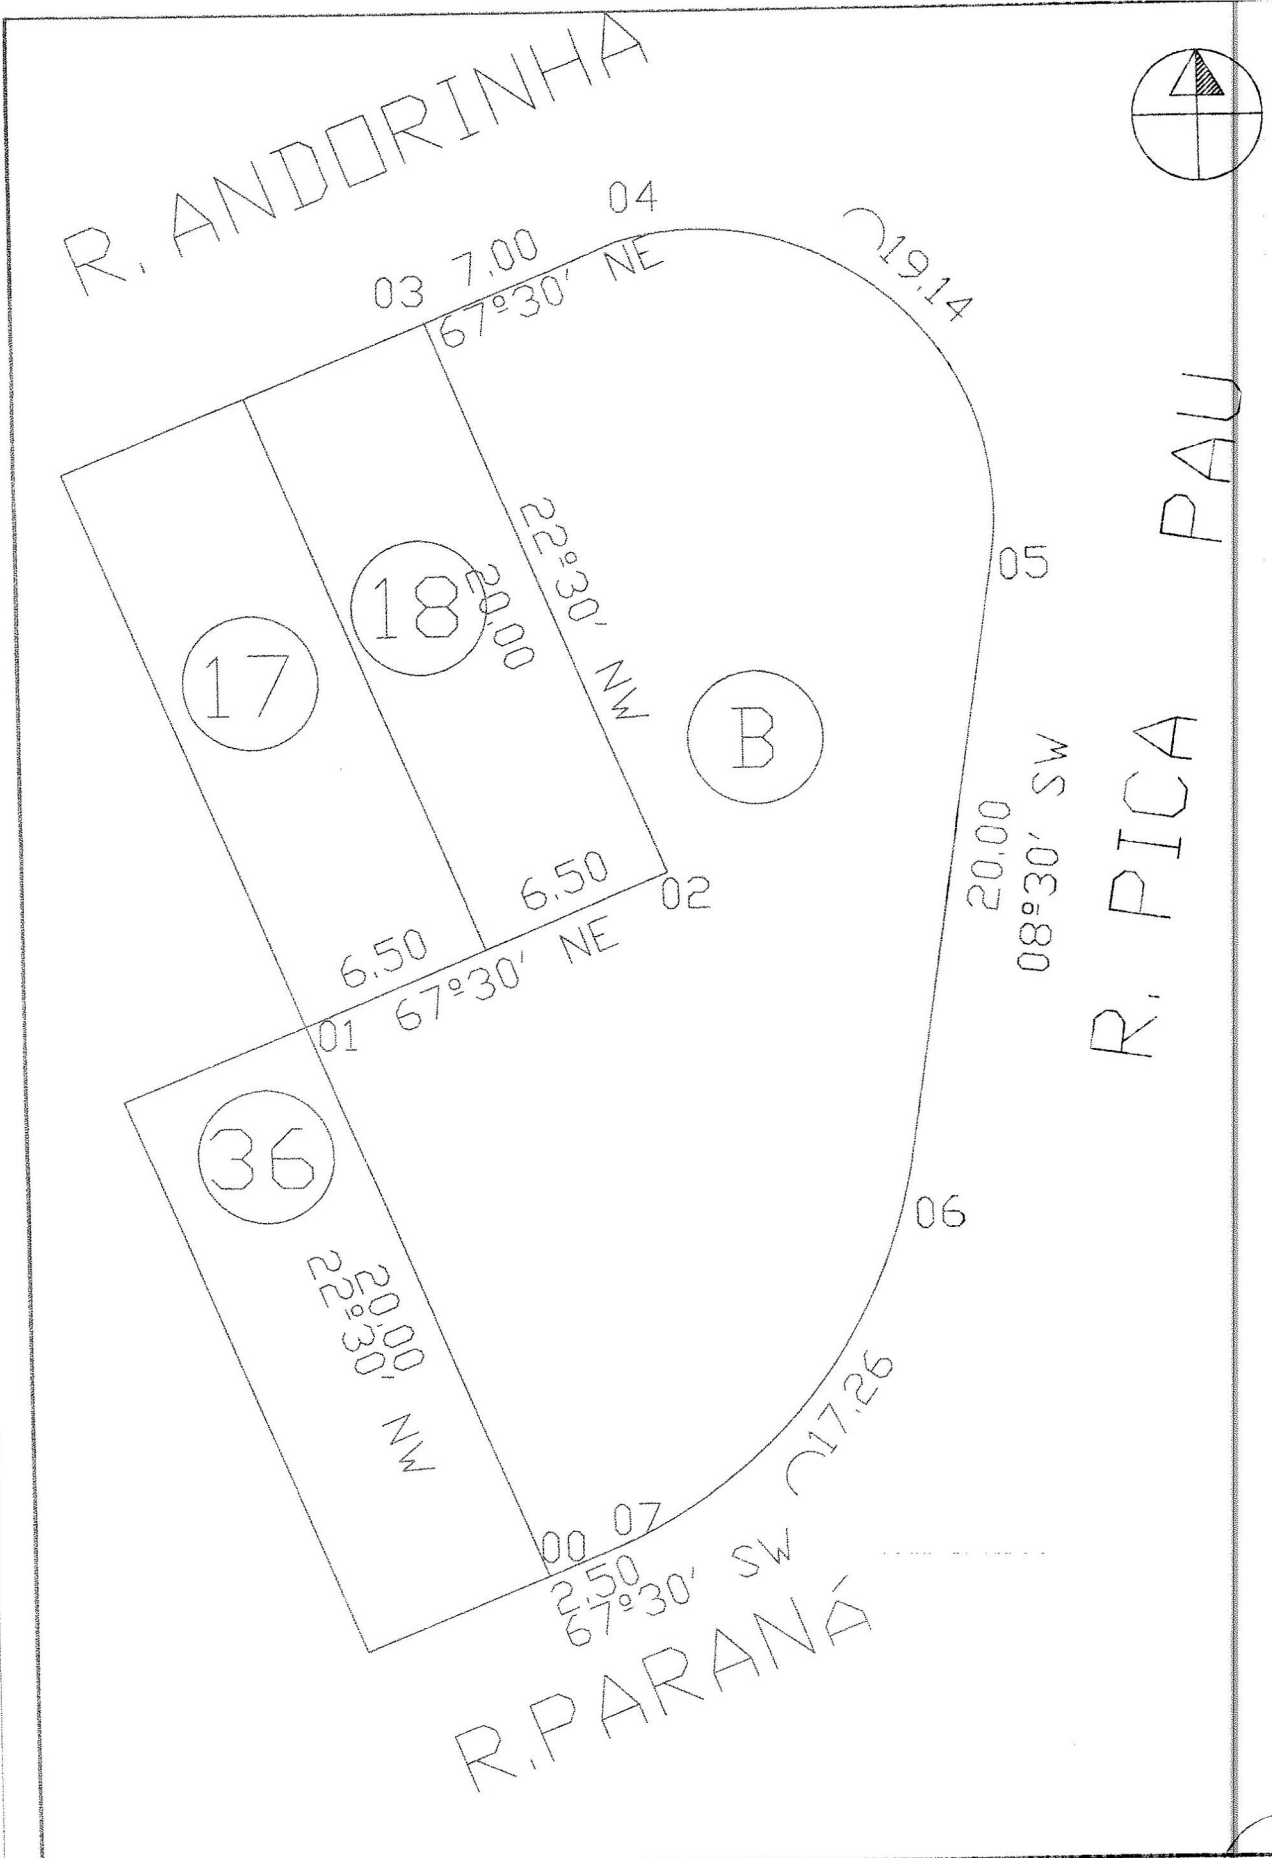 R. ANDORINHA
04
19.14
03
7.00
67º30' NE
R. PICA PAU
22º30' NW
20.00
05
18
17
B
20.00
08º30' SW
6.50
02
6.50
67º30' NE
01
36
06
20.00
22º30' NW
17.26
00
07
2.50
67º30' SW
R.PARANÁ